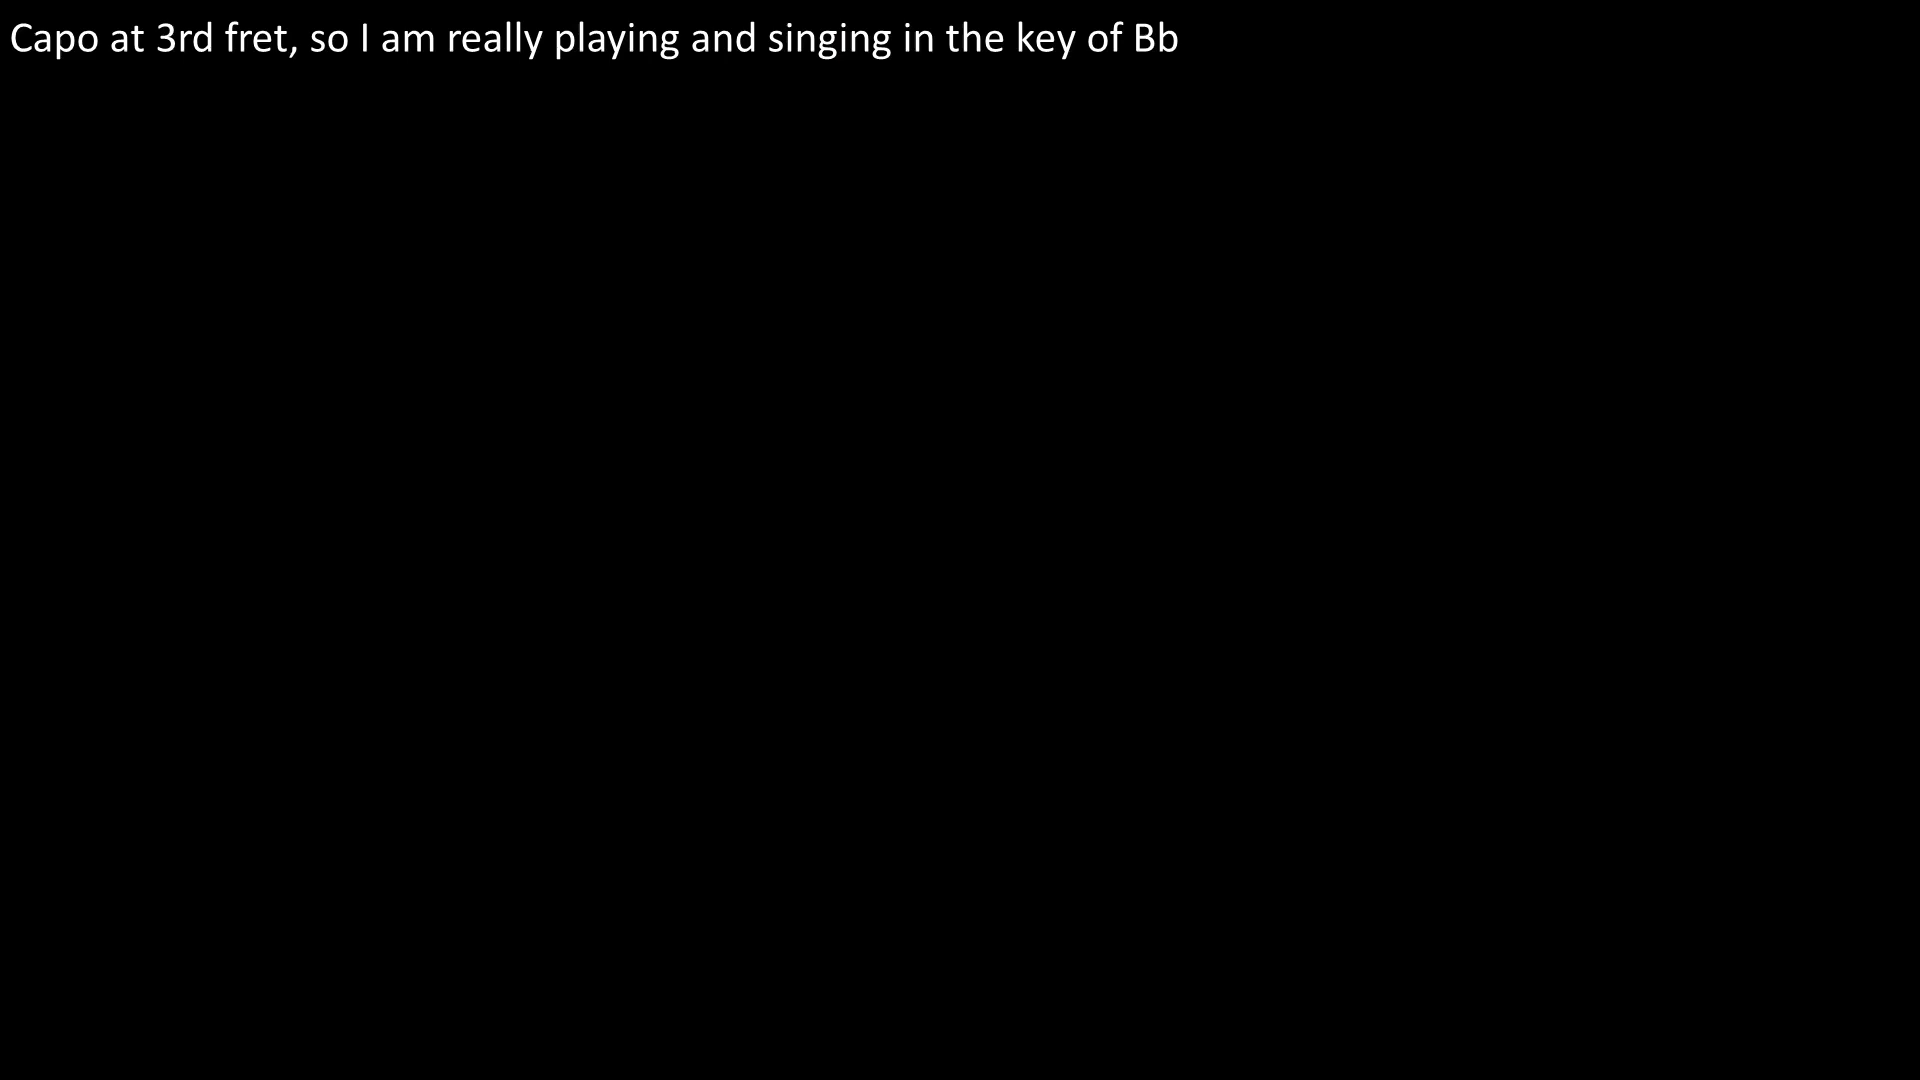 Capo at 3rd fret, so I am really playing and singing in the key of Bb